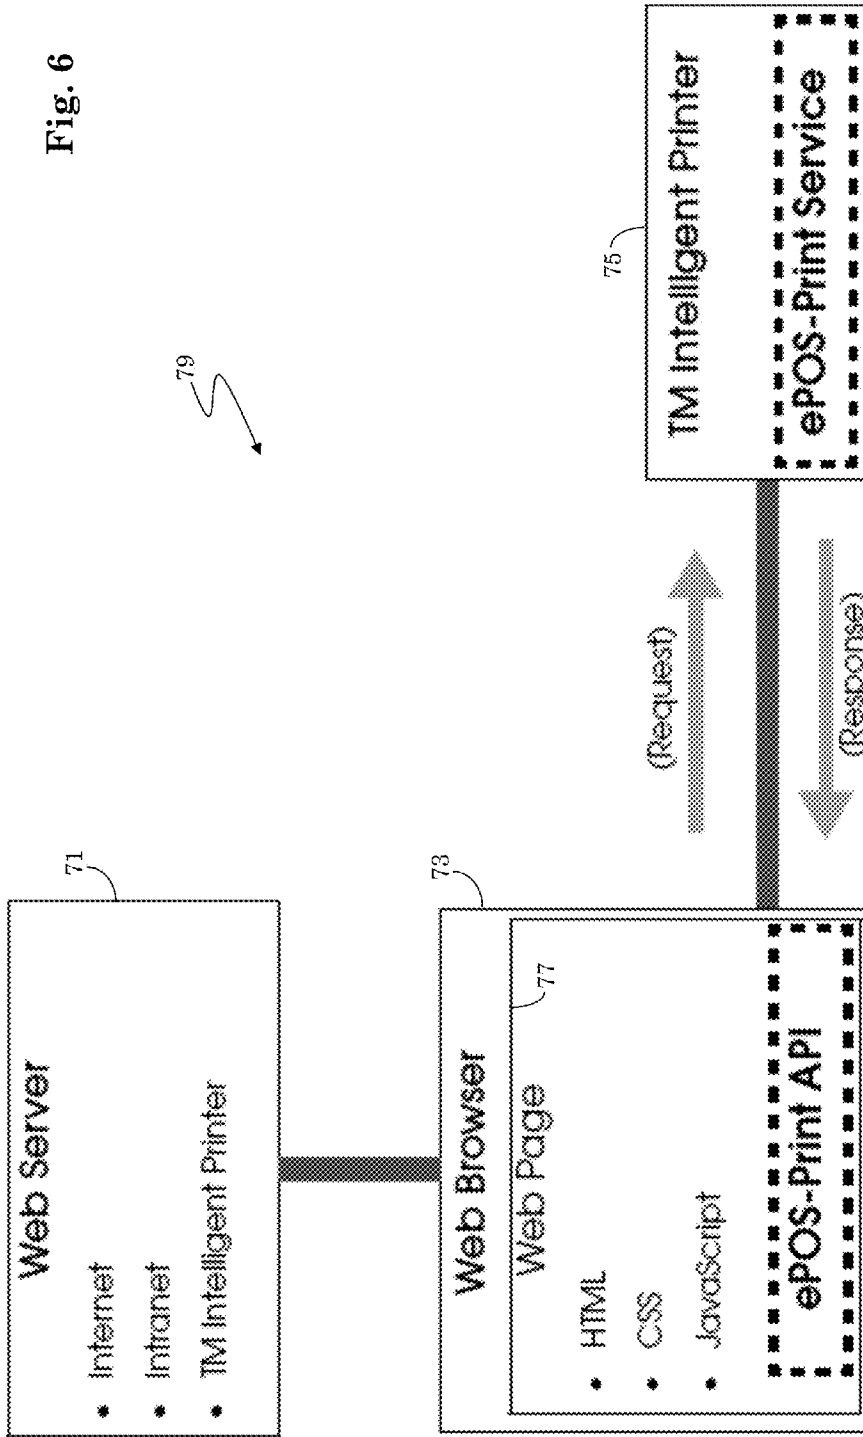 Fig. 6
79
71
Web Server
• Internet
• Intranet
• TM Intelligent Printer
73
Web Browser
77
Web Page
• HTML
• CSS
• JavaScript
ePOS-Print API
(Request)
(Response)
75
TM Intelligent Printer
ePOS-Print Service